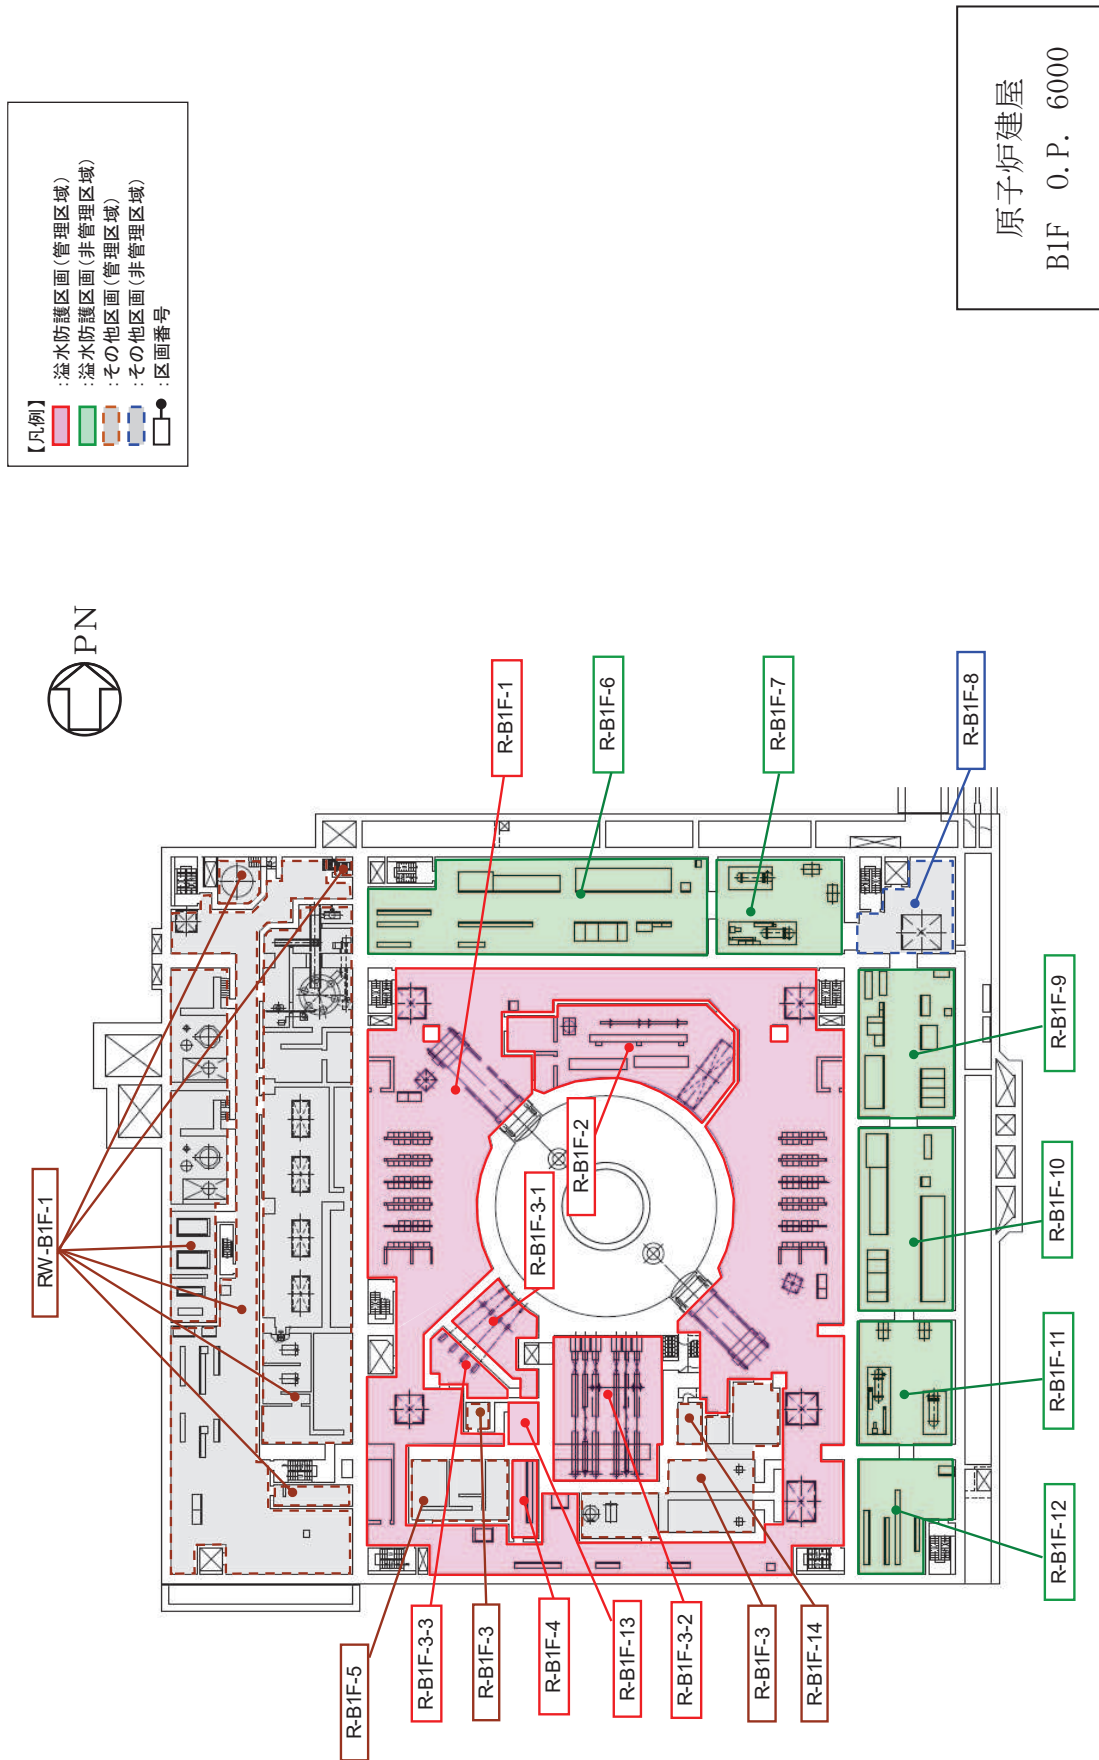 【凡例】
:溢水防護区画(管理区域)
:溢水防護区画(非管理区域)
:その他区画(管理区域)
:その他区画(非管理区域)
:区画番号
原子炉建屋
B1F O.P. 6000
PN
RW-B1F-1
R-B1F-1
R-B1F-6
R-B1F-7
R-B1F-8
R-B1F-2
R-B1F-3-1
R-B1F-9
R-B1F-10
R-B1F-11
R-B1F-12
R-B1F-5
R-B1F-3-3
R-B1F-3
R-B1F-4
R-B1F-13
R-B1F-3-2
R-B1F-3
R-B1F-14